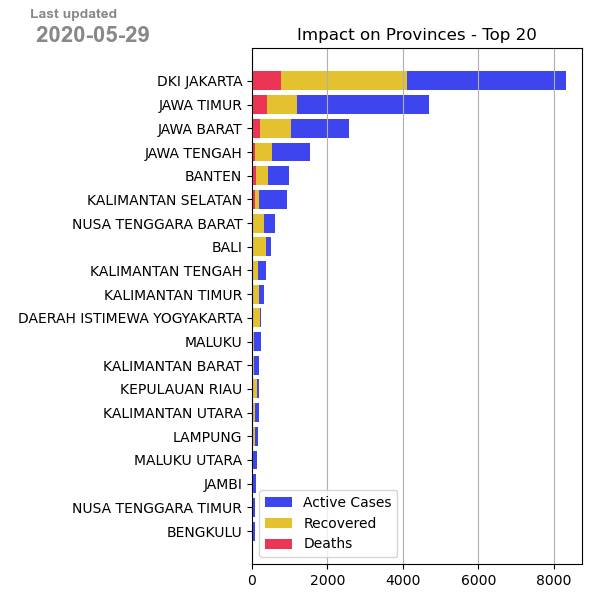 Last updated
2020-05-29
Impact on Provinces - Top 20
DKI JAKARTA
JAWA TIMUR
JAWA BARAT
JAWA TENGAH
BANTEN
KALIMANTAN SELATAN
NUSA TENGGARA BARAT
BALI
KALIMANTAN TENGAH
KALIMANTAN TIMUR
DAERAH ISTIMEWA YOGYAKARTA
MALUKU
KALIMANTAN BARAT
KEPULAUAN RIAU
KALIMANTAN UTARA
LAMPUNG
MALUKU UTARA
JAMBI
NUSA TENGGARA TIMUR
BENGKULU
Active Cases
Recovered
Deaths
0 2000 4000 6000 8000